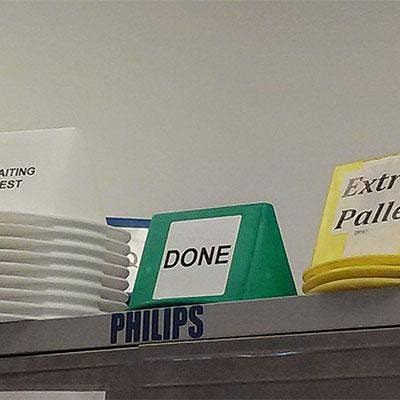 AITING
EST
DONE
Extr
Palle
PHILIPS